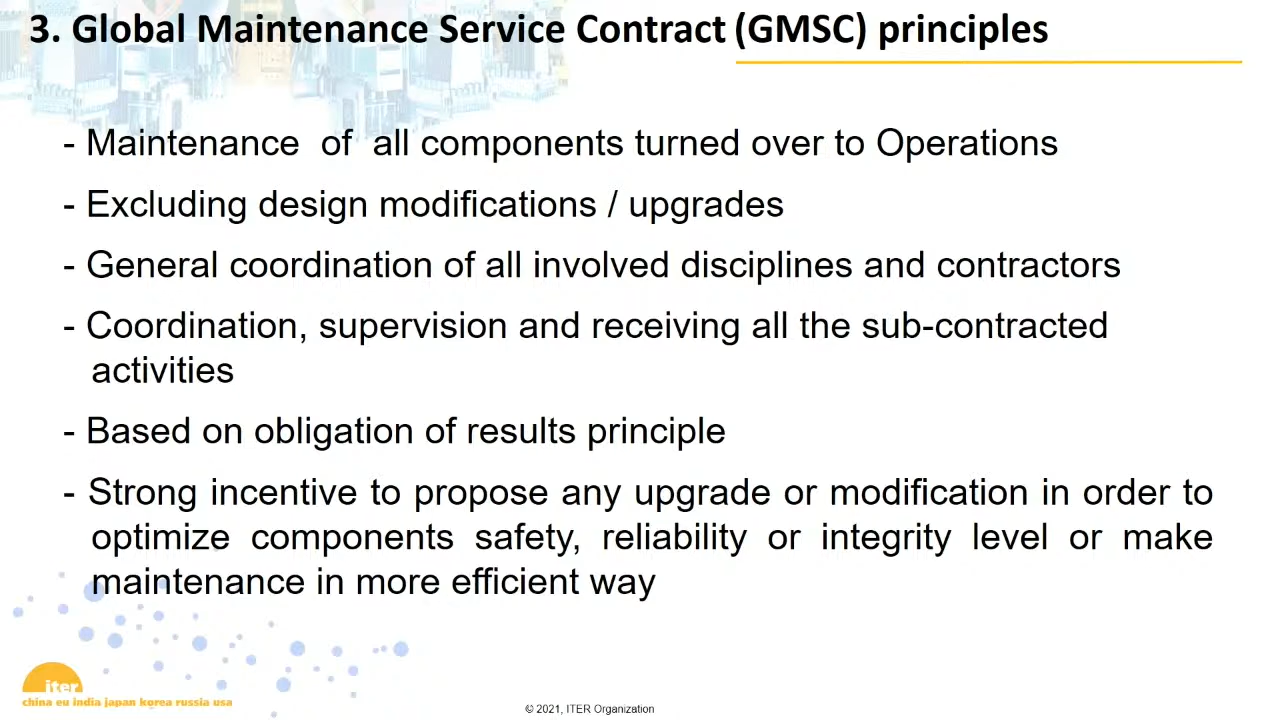 3. Global Maintenance Service Contract (GMSC) principles
- Maintenance of all components turned over to Operations
- Excluding design modifications / upgrades
- General coordination of all involved disciplines and contractors
- Coordination, supervision and receiving all the sub-contracted
activities
- Based on obligation of results principle
- Strong incentive to propose any upgrade or modification in order to
optimize components safety, reliability or integrity level or make
maintenance in more efficient way
iter
china eu india japan korea russia usa
© 2021, ITER Organization